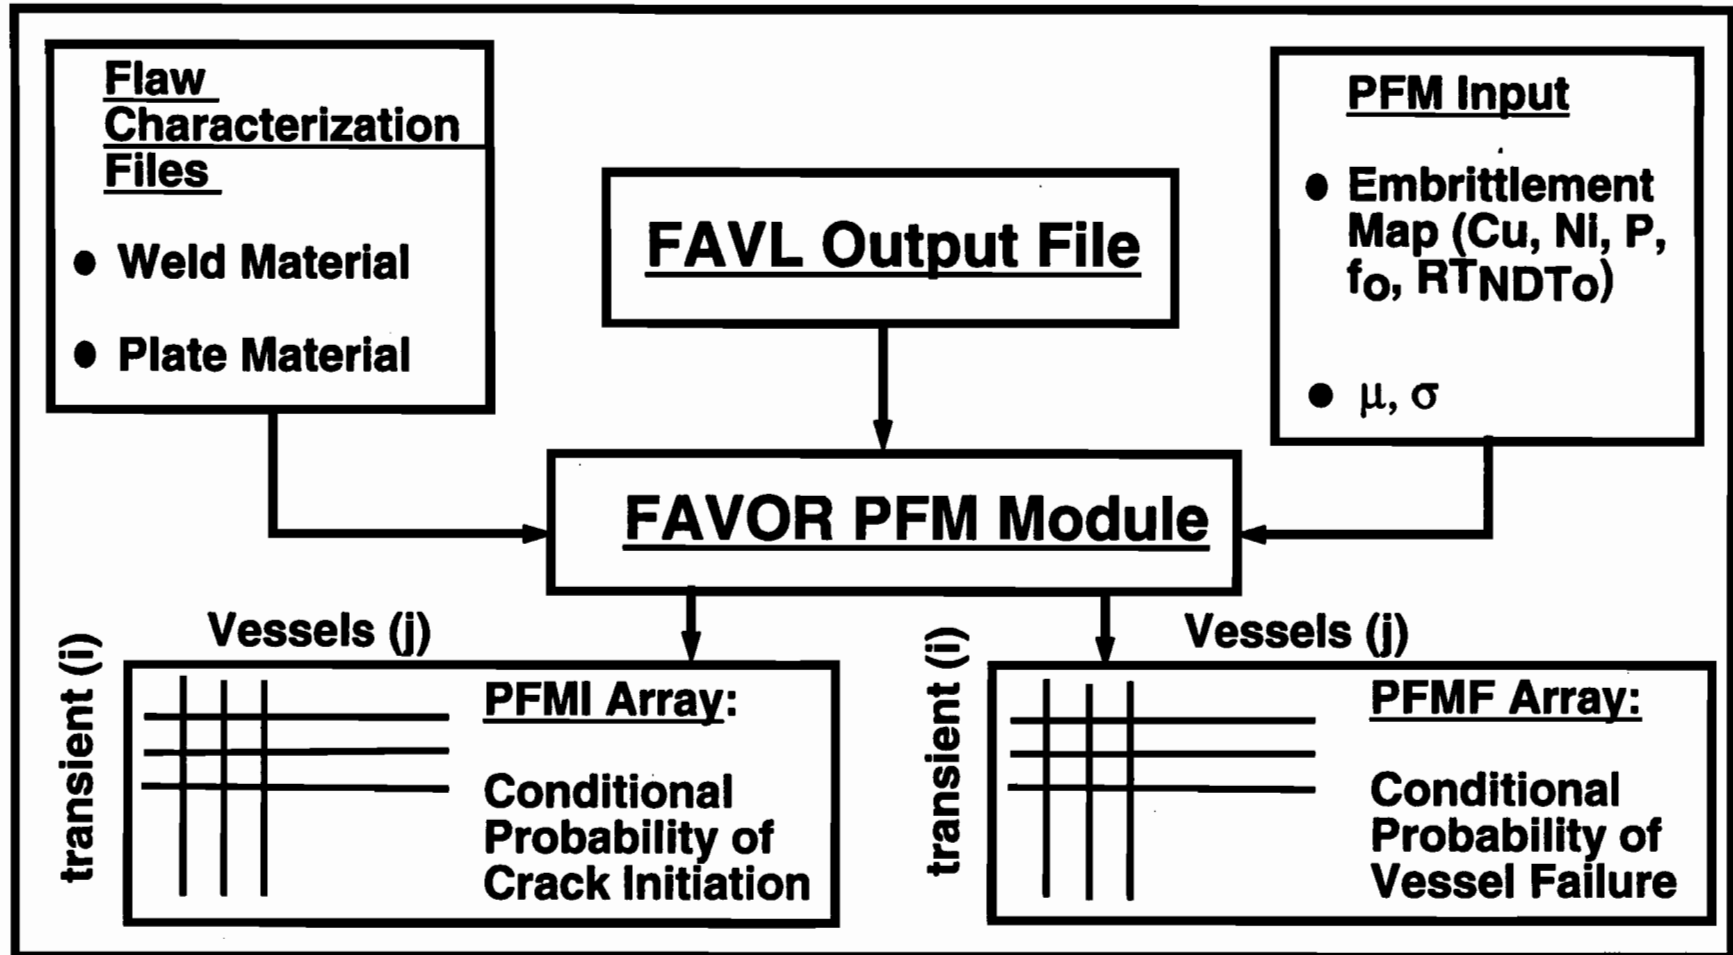 Flaw
Characterization
Files
● Weld Material
● Plate Material
FAVL Output File
PFM Input
● Embrittlement
Map (Cu, Ni, P,
fo, RTNDTo)
● μ, σ
FAVOR PFM Module
Vessels (j)
transient (i)
PFMI Array:
Conditional
Probability of
Crack Initiation
Vessels (j)
transient (i)
PFMF Array:
Conditional
Probability of
Vessel Failure